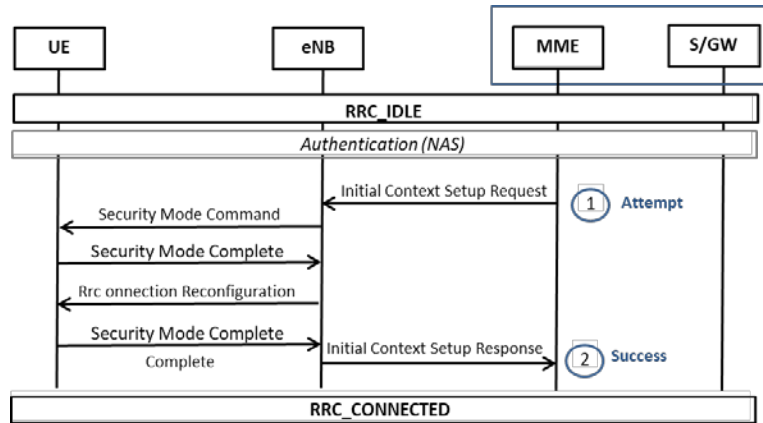 UE
eNB
MME
S/GW
RRC_IDLE
Authentication (NAS)
Initial Context Setup Request
1
Attempt
Security Mode Command
Security Mode Complete
Rrc onnection Reconfiguration
Security Mode Complete
Complete
Initial Context Setup Response
2
Success
RRC_CONNECTED